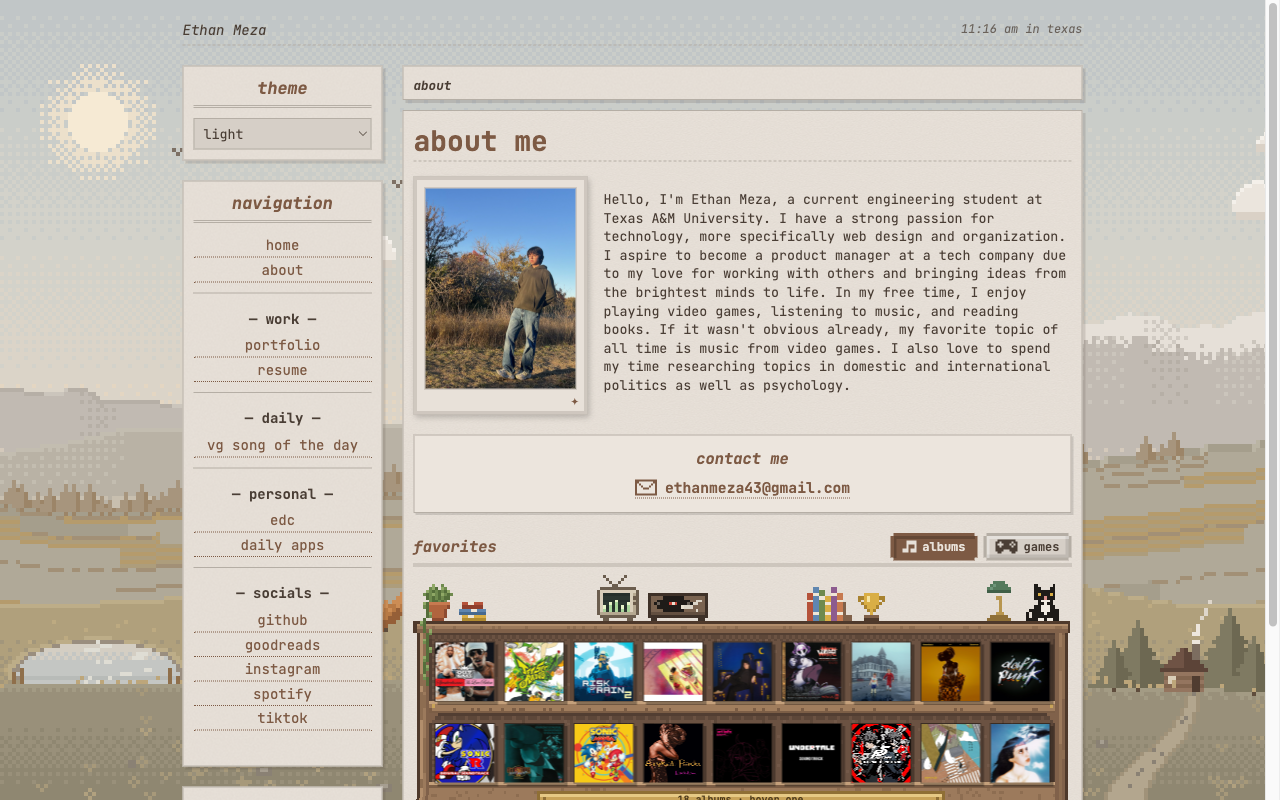 Ethan Meza
11:16 am in texas
theme
light
navigation
home
about
— work —
portfolio
resume
— daily —
vg song of the day
— personal —
edc
daily apps
— socials —
github
goodreads
instagram
spotify
tiktok
about
about me
Hello, I'm Ethan Meza, a current engineering student at
Texas A&M University. I have a strong passion for
technology, more specifically web design and organization.
I aspire to become a product manager at a tech company due
to my love for working with others and bringing ideas from
the brightest minds to life. In my free time, I enjoy
playing video games, listening to music, and reading
books. If it wasn't obvious already, my favorite topic of
all time is music from video games. I also love to spend
my time researching topics in domestic and international
politics as well as psychology.
contact me
ethanmeza43@gmail.com
favorites
albums
games
RISK
RAIN 2
daft
punk
SONIC
R
UNDERTALE
18 albums · hover one